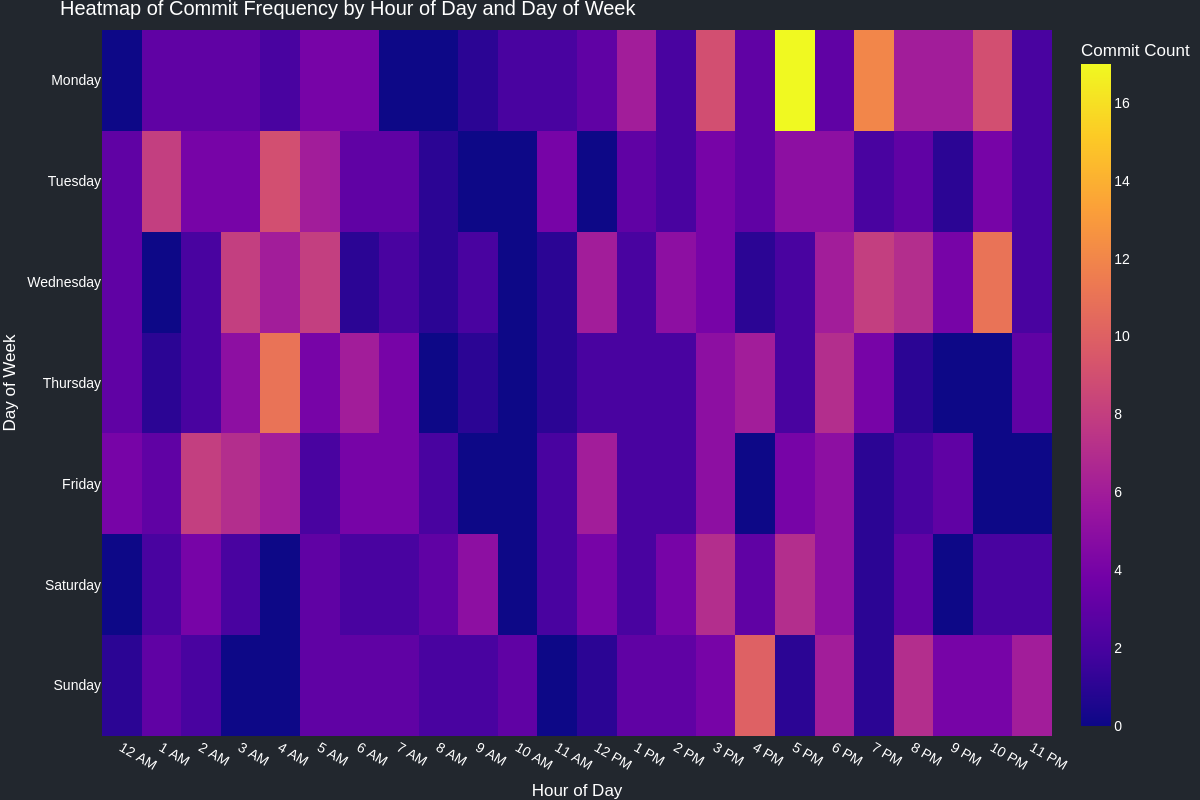 Heatmap of Commit Frequency by Hour of Day and Day of Week
Commit Count
16
14
12
10
8
6
4
2
0
Day of Week
Monday
Tuesday
Wednesday
Thursday
Friday
Saturday
Sunday
12 AM
1 AM
2 AM
3 AM
4 AM
5 AM
6 AM
7 AM
8 AM
9 AM
10 AM
11 AM
12 PM
1 PM
2 PM
3 PM
4 PM
5 PM
6 PM
7 PM
8 PM
9 PM
10 PM
11 PM
Hour of Day